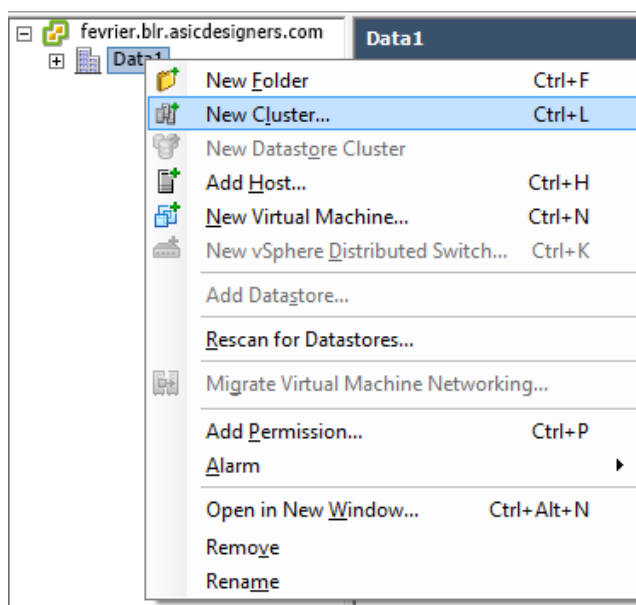 fevrier.blr.asicdesigners.com
Data1
Data1
New Folder Ctrl+F
New Cluster... Ctrl+L
New Datastore Cluster
Add Host... Ctrl+H
New Virtual Machine... Ctrl+N
New vSphere Distributed Switch... Ctrl+K
Add Datastore...
Rescan for Datastores...
Migrate Virtual Machine Networking...
Add Permission... Ctrl+P
Alarm
Open in New Window... Ctrl+Alt+N
Remove
Rename